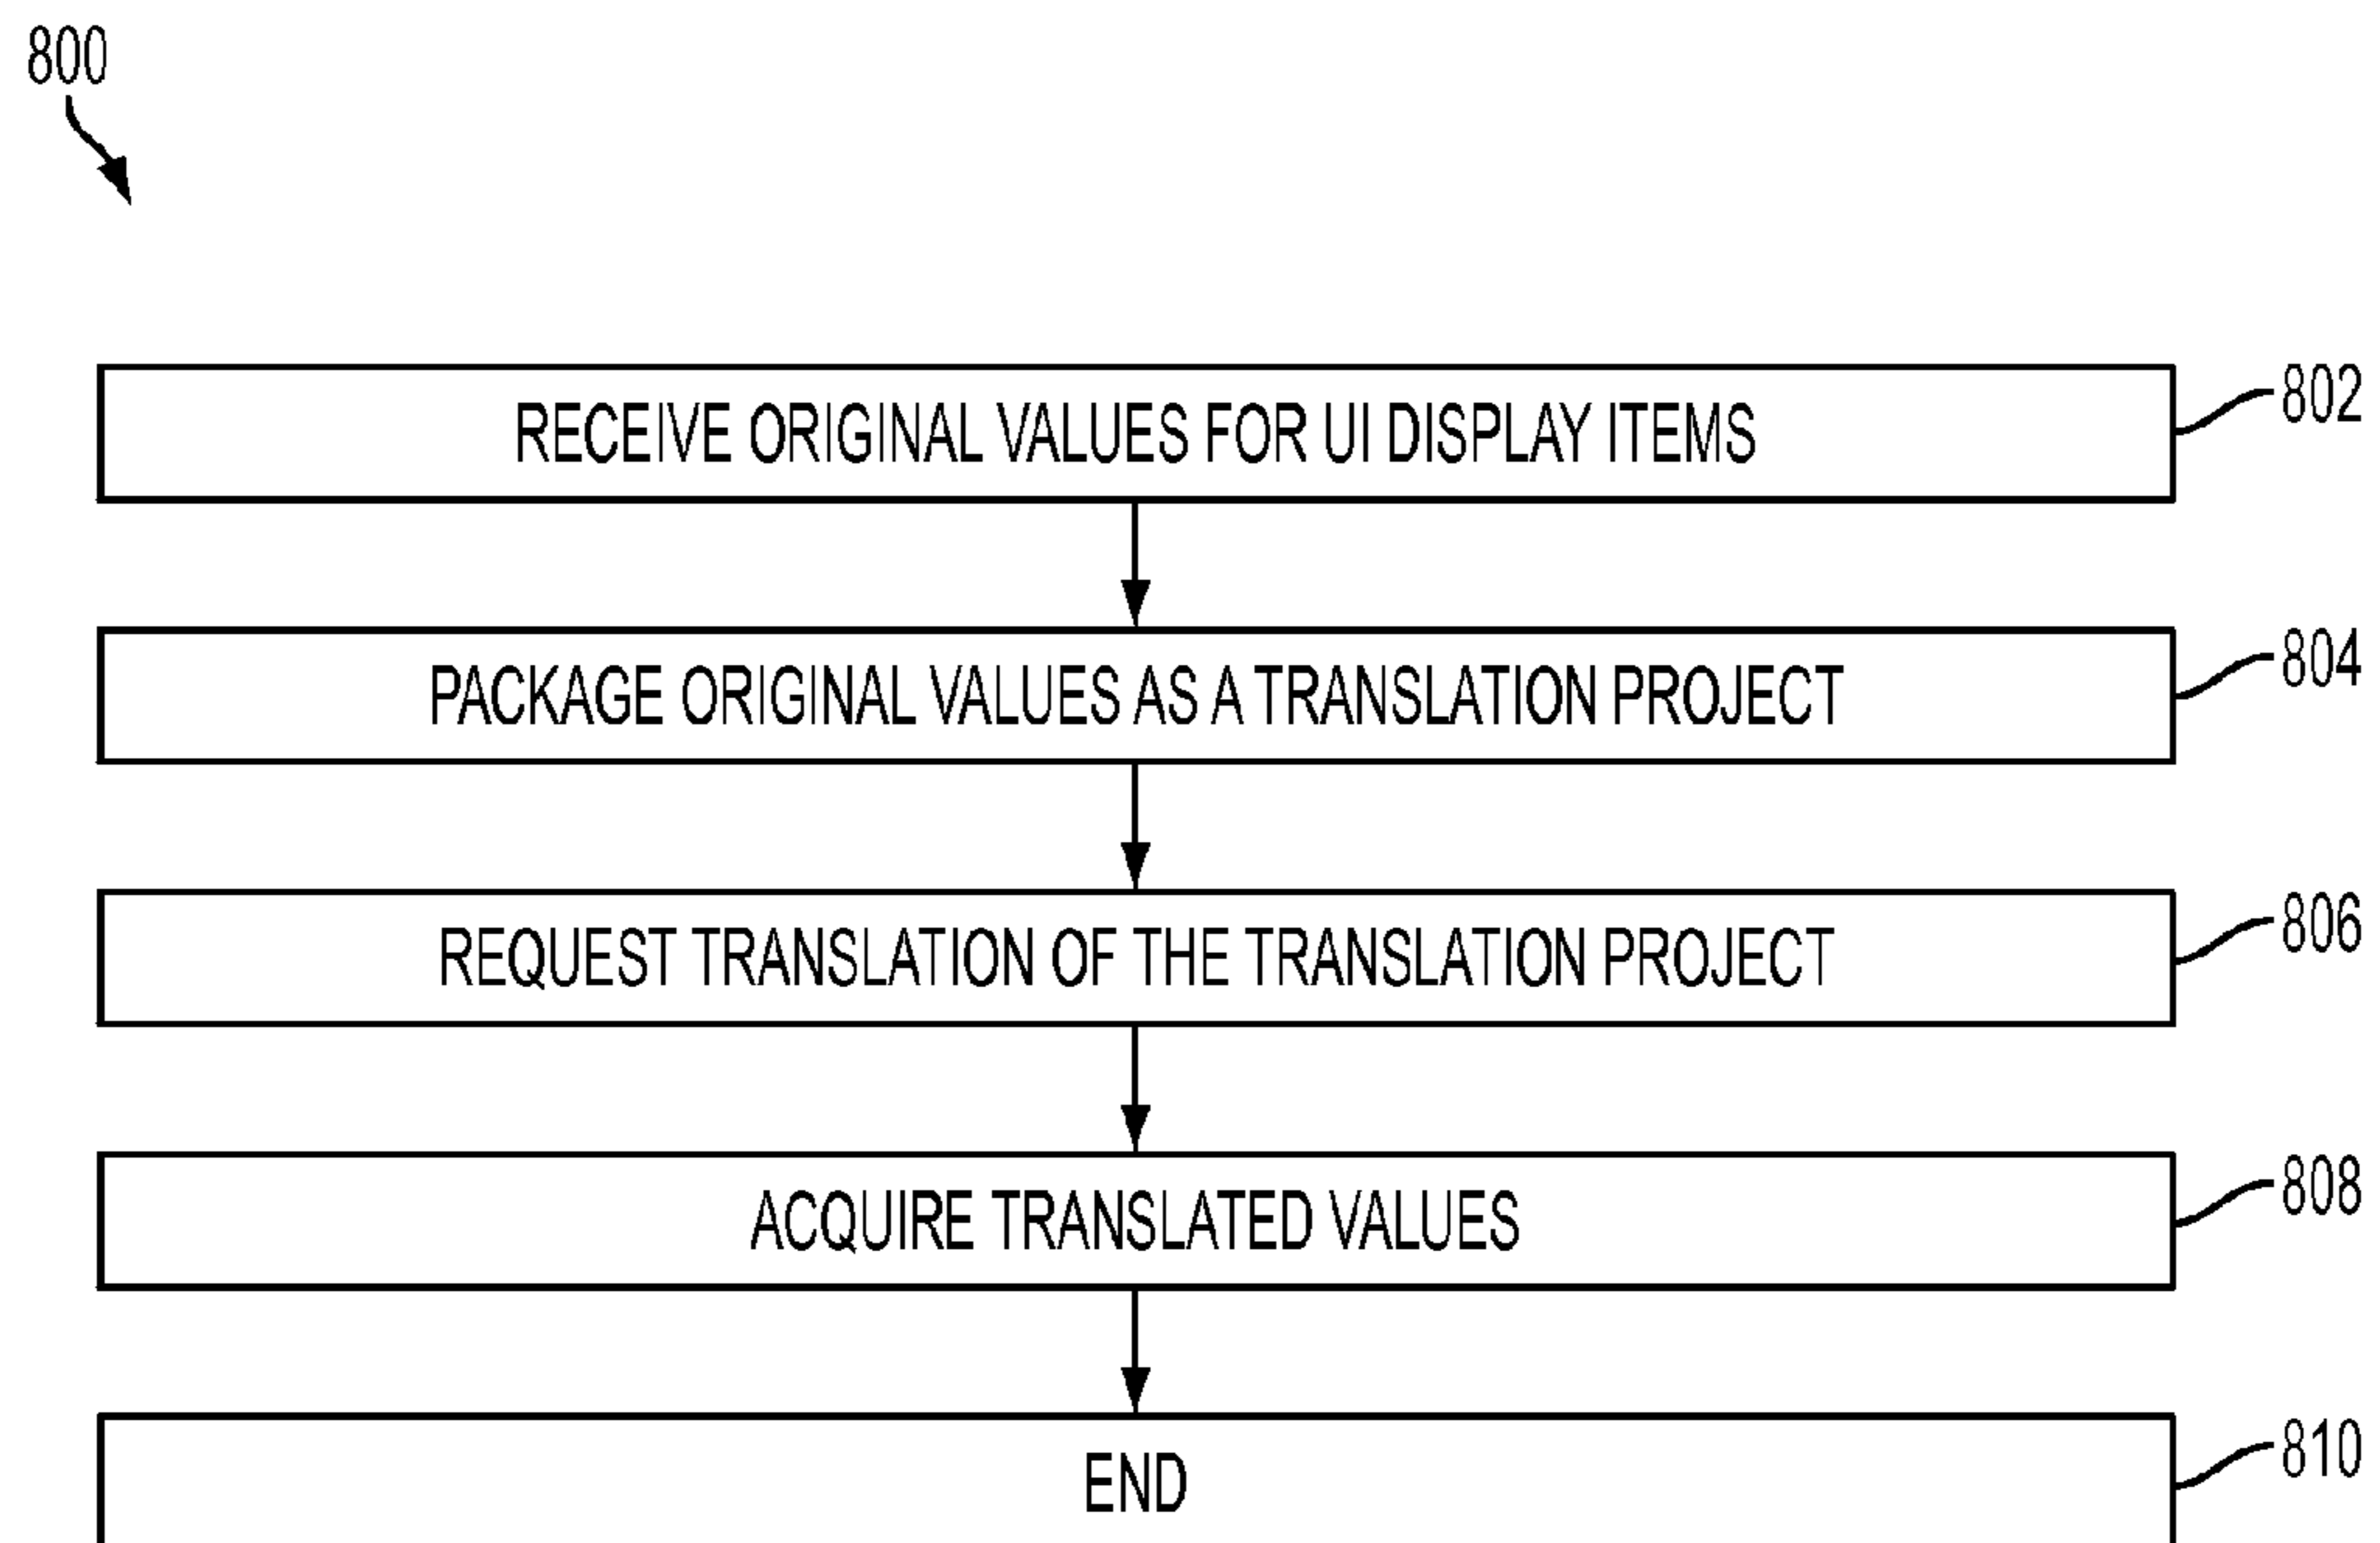 800
RECEIVE ORIGINAL VALUES FOR UI DISPLAY ITEMS
802
PACKAGE ORIGINAL VALUES AS A TRANSLATION PROJECT
804
REQUEST TRANSLATION OF THE TRANSLATION PROJECT
806
ACQUIRE TRANSLATED VALUES
808
END
810